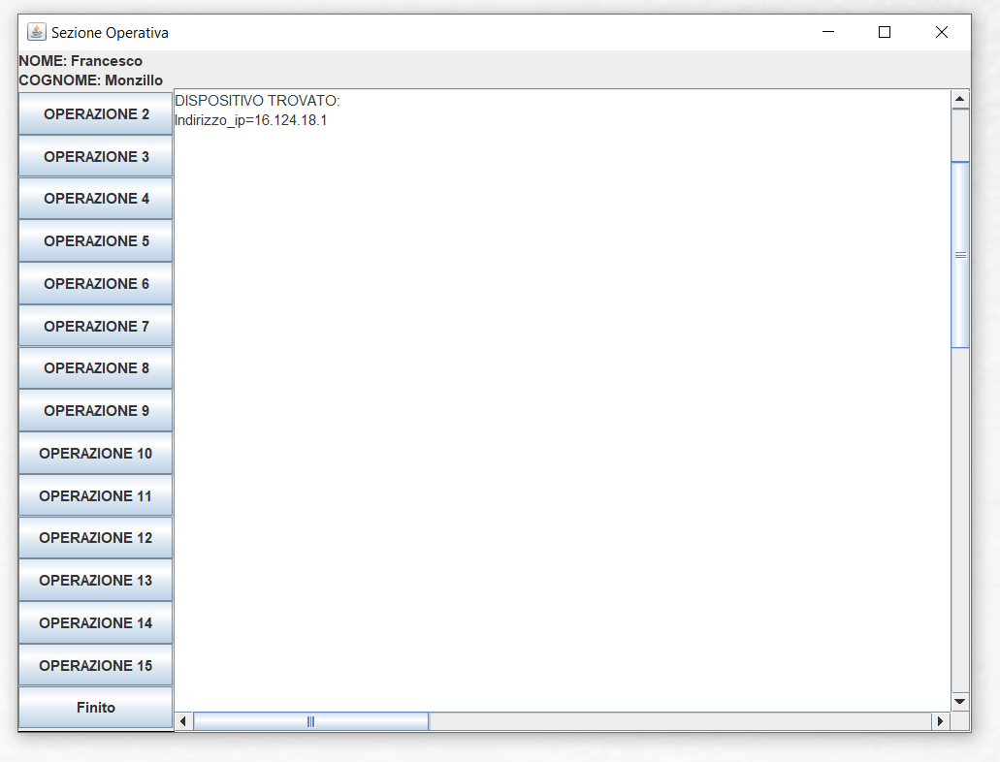 Sezione Operativa
NOME: Francesco
COGNOME: Monzillo
OPERAZIONE 2
OPERAZIONE 3
OPERAZIONE 4
OPERAZIONE 5
OPERAZIONE 6
OPERAZIONE 7
OPERAZIONE 8
OPERAZIONE 9
OPERAZIONE 10
OPERAZIONE 11
OPERAZIONE 12
OPERAZIONE 13
OPERAZIONE 14
OPERAZIONE 15
Finito
DISPOSITIVO TROVATO:
Indirizzo_ip=16.124.18.1